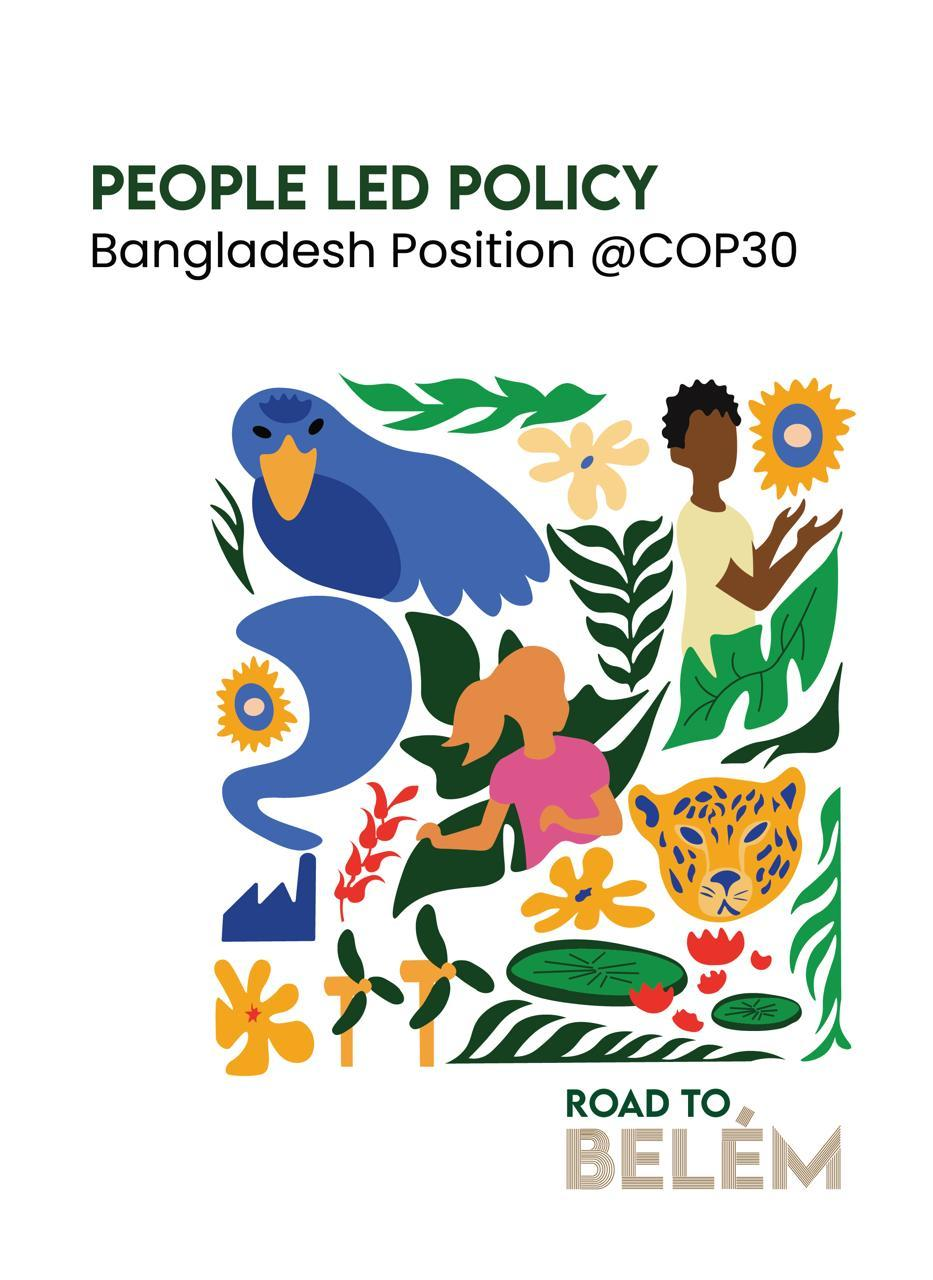 PEOPLE LED POLICY
Bangladesh Position @COP30
ROAD TO
BELÉM